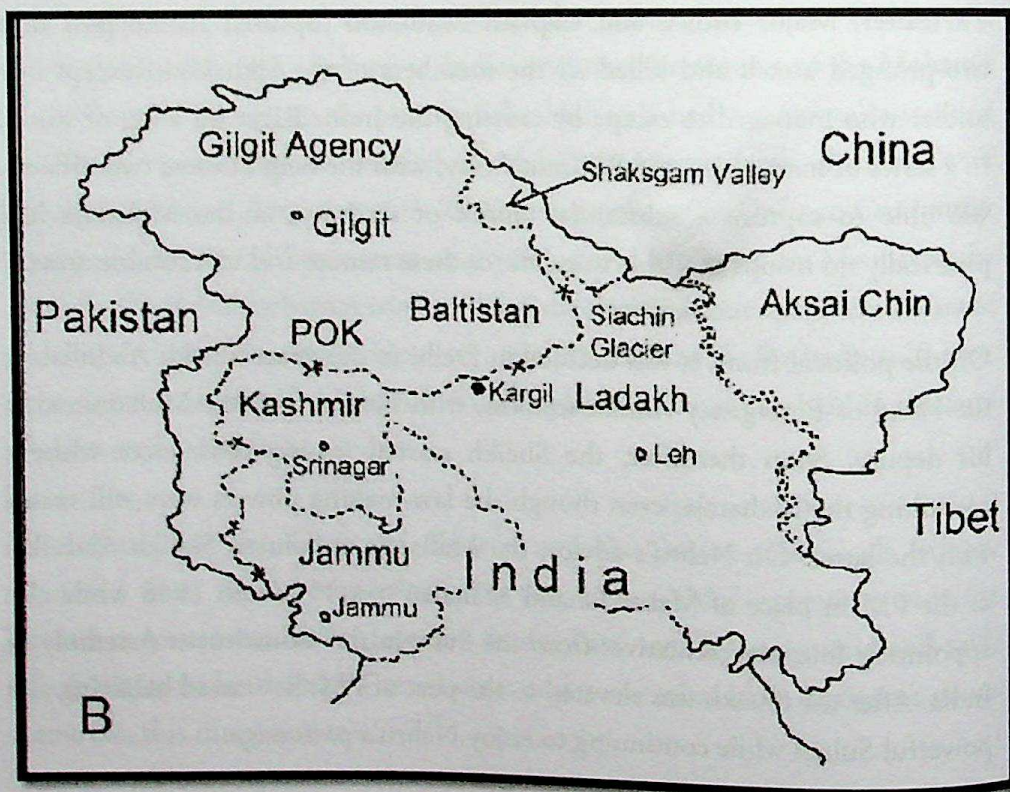 Gilgit Agency
China
Shaksgam Valley
Gilgit
Pakistan
POK
Baltistan
Aksai Chin
Siachin
Glacier
Kargil
Ladakh
Kashmir
Srinagar
Leh
Tibet
Jammu
India
Jammu
B